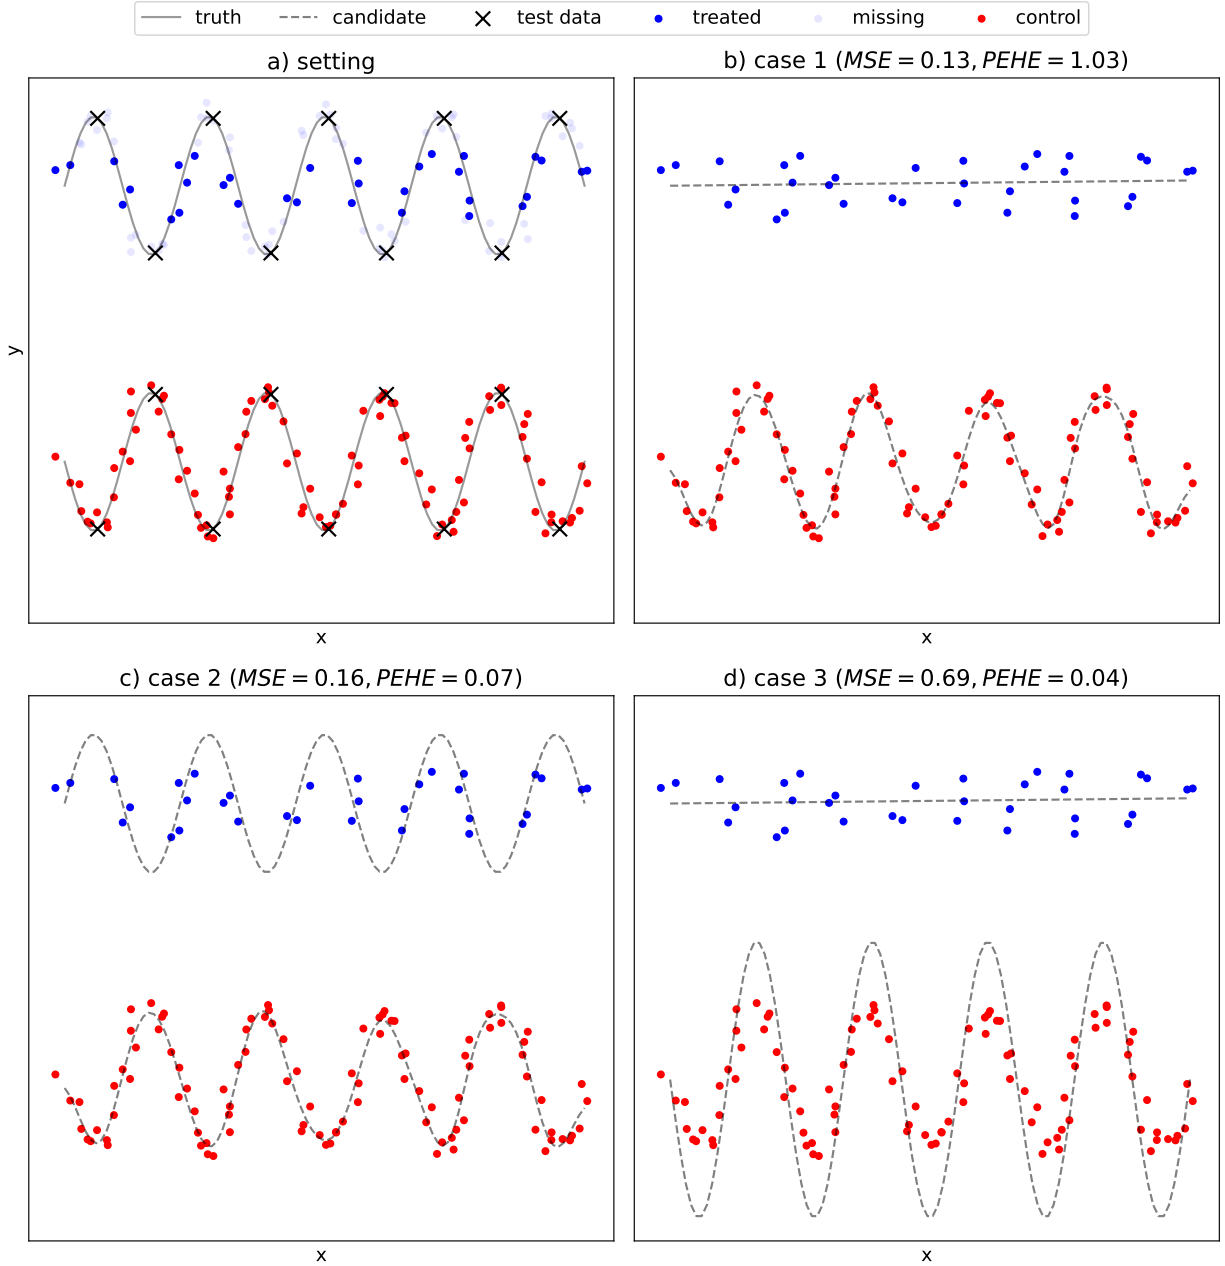 truth candidate test data treated missing control
a) setting
b) case 1 (MSE = 0.13, PEHE = 1.03)
y
x
x
c) case 2 (MSE = 0.16, PEHE = 0.07)
d) case 3 (MSE = 0.69, PEHE = 0.04)
x
x